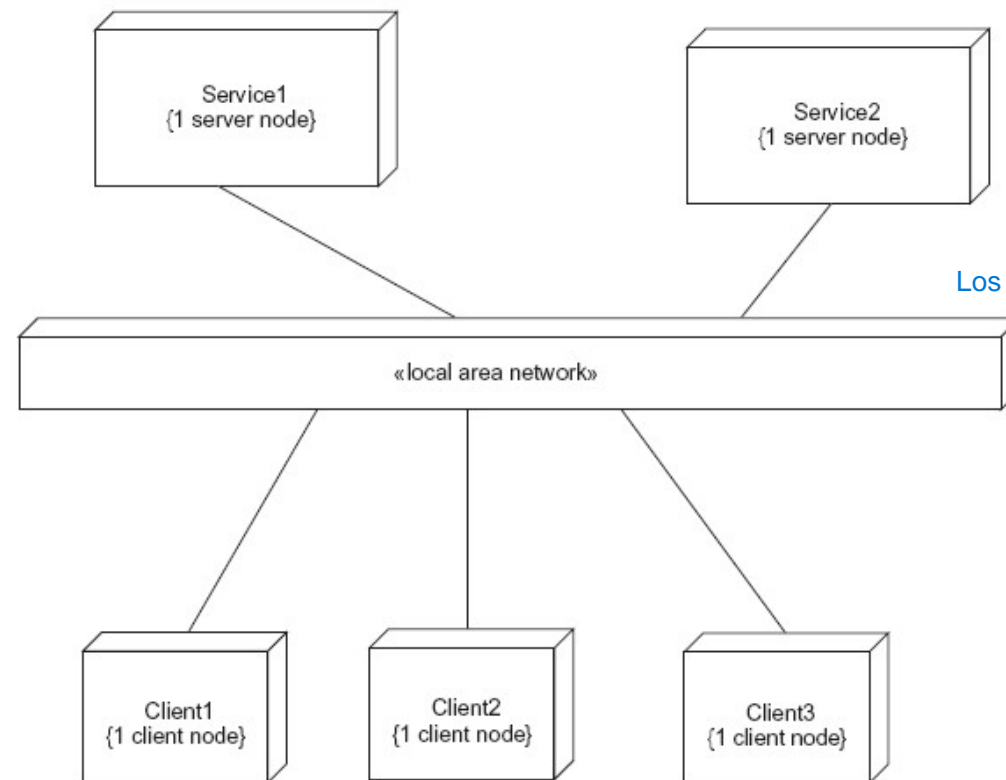 Service1
{1 server node}
Service2
{1 server node}
Los
«local area network»
Client1
{1 client node}
Client2
{1 client node}
Client3
{1 client node}